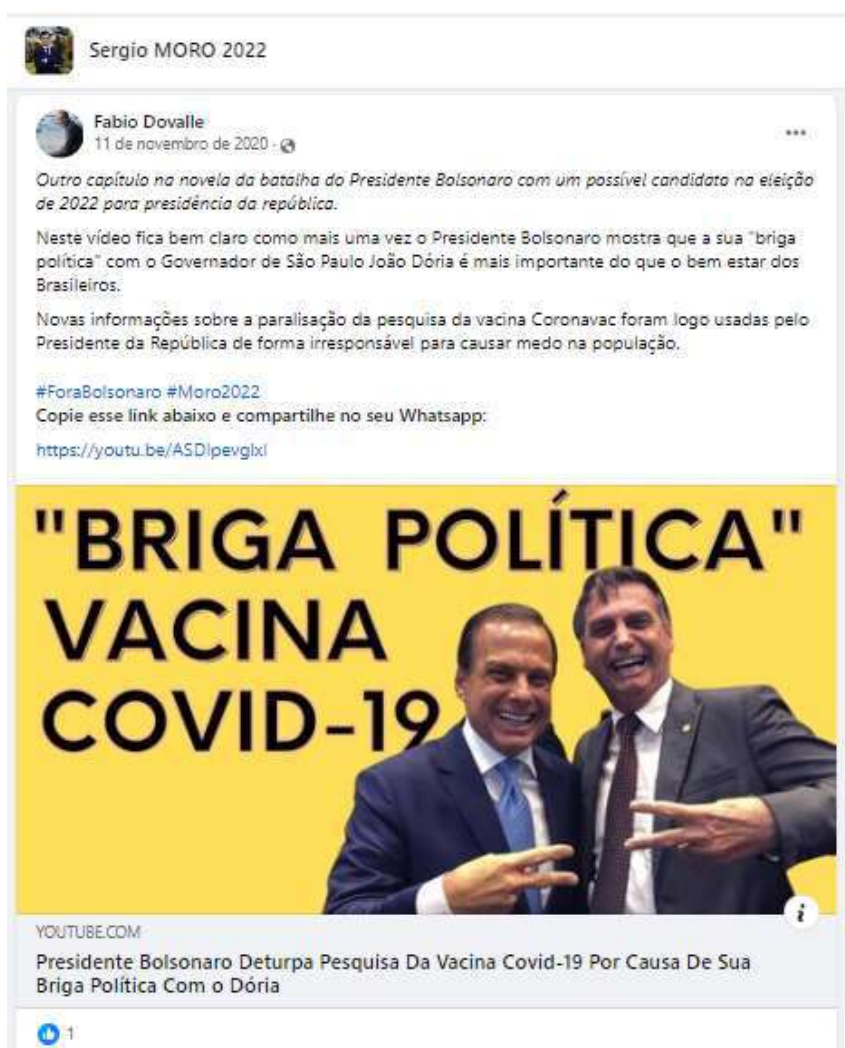 Sergio MORO 2022
Fabio Dovalle
11 de novembro de 2020 ·
Outro capítulo na novela da batalha do Presidente Bolsonaro com um possível candidato na eleição
de 2022 para presidência da república.
Neste vídeo fica bem claro como mais uma vez o Presidente Bolsonaro mostra que a sua "briga
política" com o Governador de São Paulo João Dória é mais importante do que o bem estar dos
Brasileiros.
Novas informações sobre a paralisação da pesquisa da vacina Coronavac foram logo usadas pelo
Presidente da República de forma irresponsável para causar medo na população.
#ForaBolsonaro #Moro2022
Copie esse link abaixo e compartilhe no seu Whatsapp:
"BRIGA POLÍTICA"
VACINA
COVID-19
YOUTUBE.COM
Presidente Bolsonaro Deturpa Pesquisa Da Vacina Covid-19 Por Causa De Sua
Briga Política Com o Dória
1